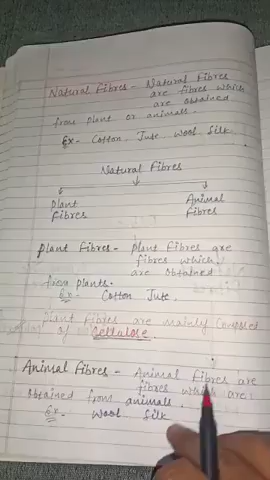 Natural Fibres - Natural Fibres
are fibres which
are obtained
from plant or animals.
Ex - Cotton Jute Wool Silk
Natural Fibres
Plant Animal
Fibres Fibres
Plant Fibres - plant fibres are
fibres which
are obtained
from plants.
Ex - Cotton Jute.
Plant fibres are mainly composed
of Cellulose.
Animal Fibres - Animal fibres are
fibres which are
obtained from animals.
Ex - Wool Silk